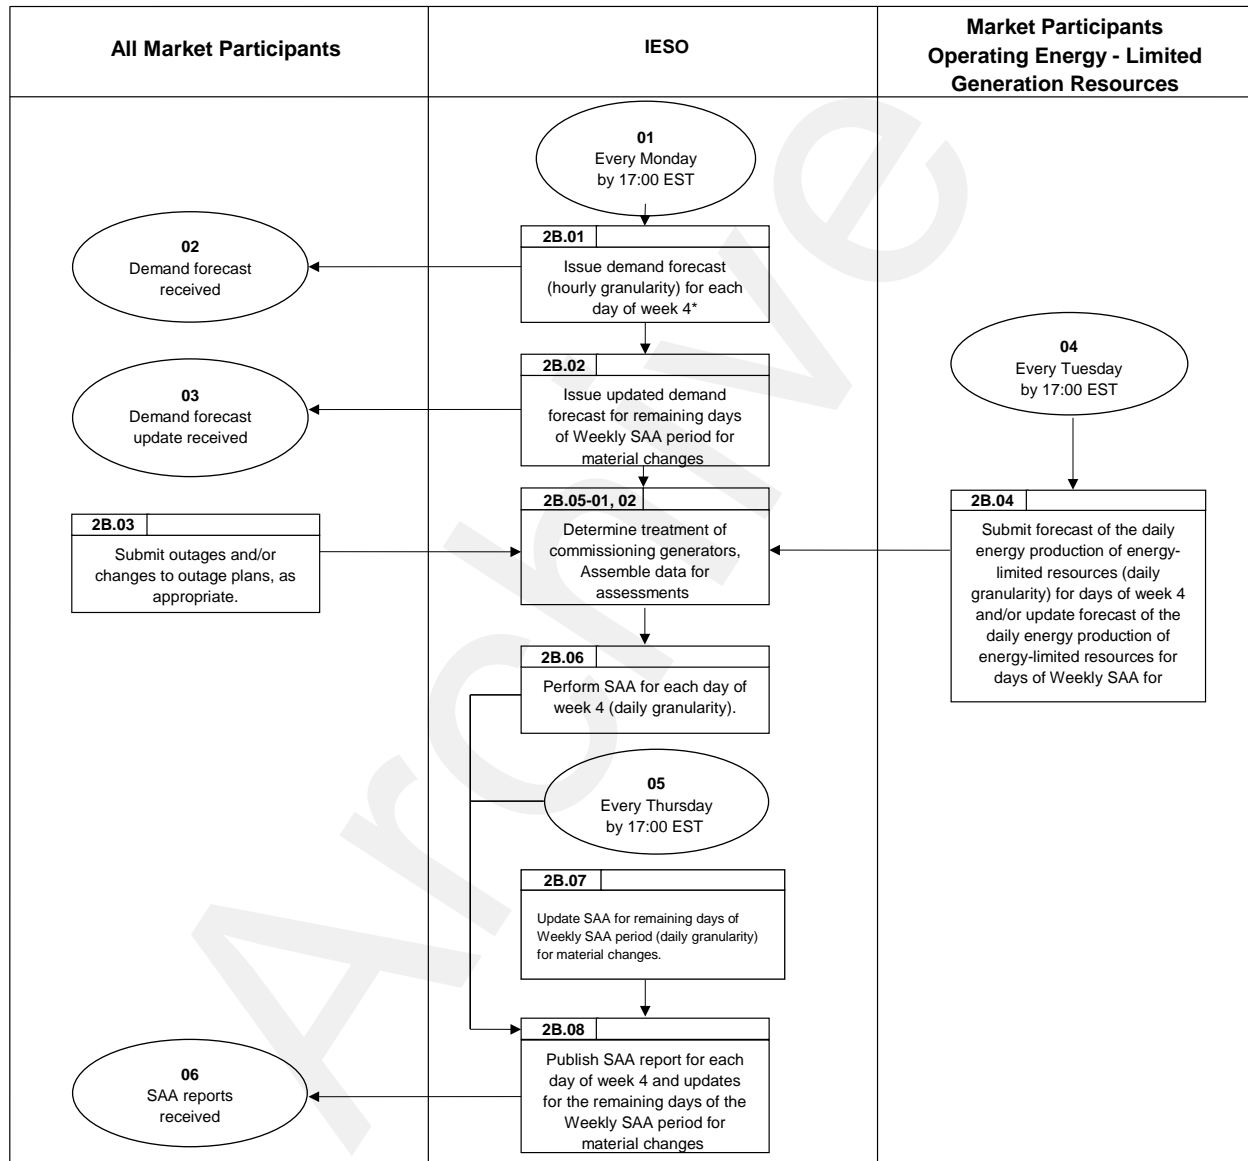 All Market Participants
IESO
Market Participants
Operating Energy - Limited
Generation Resources
01
Every Monday
by 17:00 EST
2B.01
Issue demand forecast
(hourly granularity) for each
day of week 4*
02
Demand forecast
received
2B.02
Issue updated demand
forecast for remaining days
of Weekly SAA period for
material changes
03
Demand forecast
update received
04
Every Tuesday
by 17:00 EST
2B.03
Submit outages and/or
changes to outage plans, as
appropriate.
2B.05-01, 02
Determine treatment of
commissioning generators,
Assemble data for
assessments
2B.04
Submit forecast of the daily
energy production of energy-
limited resources (daily
granularity) for days of week 4
and/or update forecast of the
daily energy production of
energy-limited resources for
days of Weekly SAA for
2B.06
Perform SAA for each day of
week 4 (daily granularity).
05
Every Thursday
by 17:00 EST
2B.07
Update SAA for remaining days of
Weekly SAA period (daily granularity)
for material changes.
2B.08
Publish SAA report for each
day of week 4 and updates
for the remaining days of the
Weekly SAA period for
material changes
06
SAA reports
received
Archive